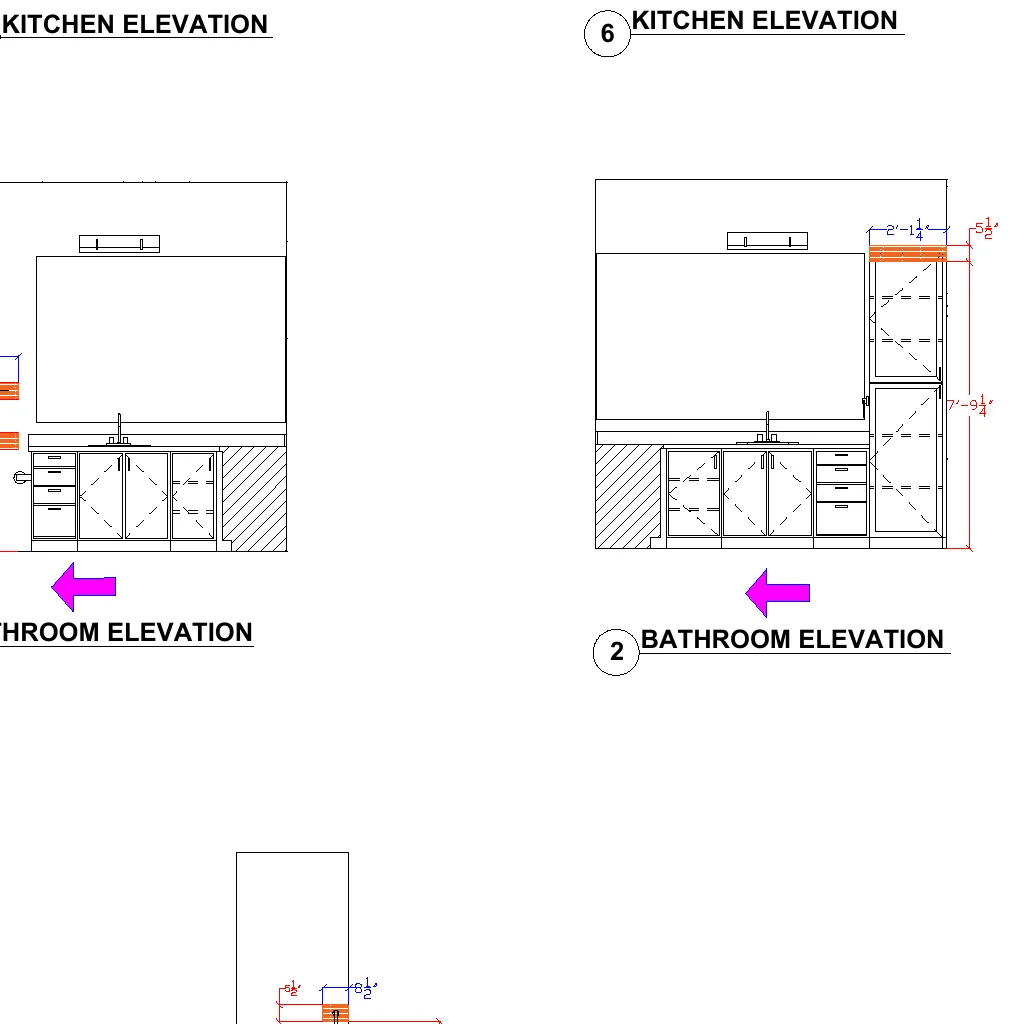 KITCHEN ELEVATION
6 KITCHEN ELEVATION
2'-1 1/4"
5 1/2"
7'-9 1/4"
THROOM ELEVATION
2 BATHROOM ELEVATION
5 1/2"
8 1/2"